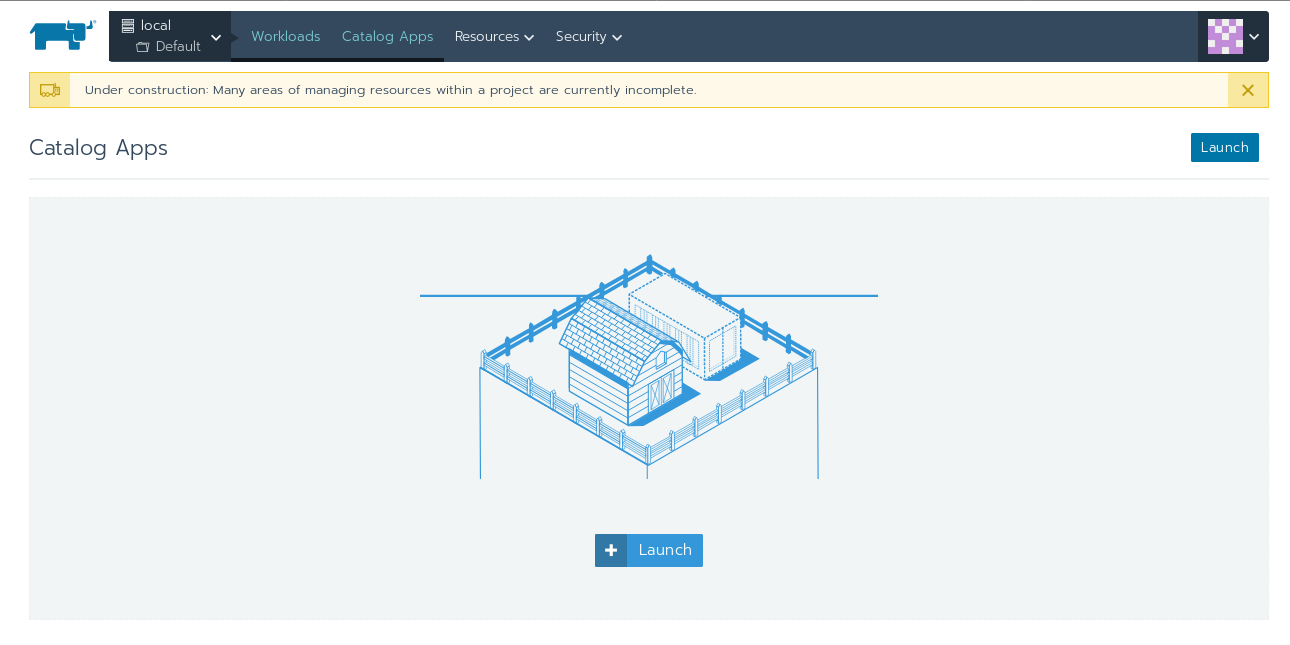 local
Default
Workloads
Catalog Apps
Resources
Security
Under construction: Many areas of managing resources within a project are currently incomplete.
Catalog Apps
Launch
Launch